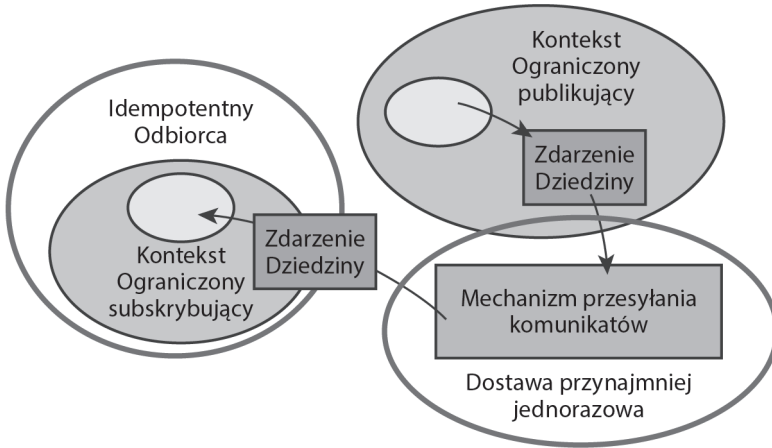 Idempotentny
Odbiorca
Kontekst
Ograniczony
subskrybujący
Zdarzenie
Dziedziny
Kontekst
Ograniczony
publikujący
Zdarzenie
Dziedziny
Mechanizm przesyłania
komunikatów
Dostawa przynajmniej
jednorazowa